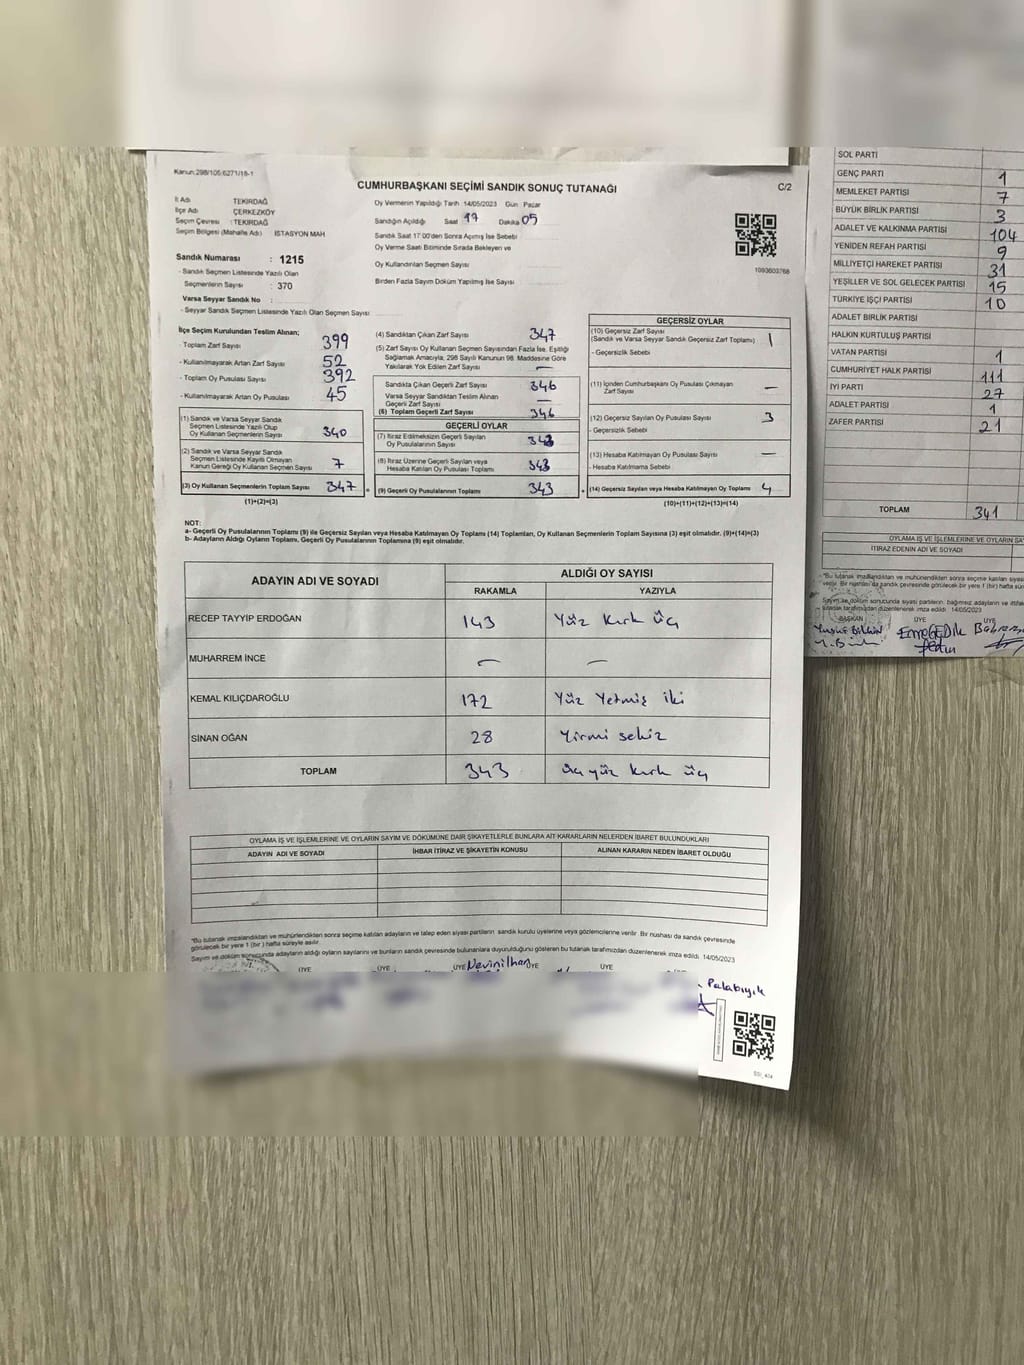 Kanun:298/106;6271/18-1
CUMHURBAŞKANI SEÇİMİ SANDIK SONUÇ TUTANAĞI
C/2
İl Adı TEKİRDAĞ
İlçe Adı ÇERKEZKÖY
Seçim Çevresi :TEKİRDAĞ
Seçim Bölgesi (Mahalle Adı) İSTASYON MAH
Sandık Numarası : 1215
- Sandık Seçmen Listesinde Yazılı Olan
Seçmenlerin Sayısı : 370
Varsa Seyyar Sandık No :
- Seyyar Sandık Seçmen Listesinde Yazılı Olan Seçmen Sayısı
Oy Vermenin Yapıldığı Tarih 14/05/2023 Gün Pazar
Sandığın Açıldığı Saat 17 Dakika 05
Sandık Saat 17:00'den Sonra Açılmış İse Sebebi
Oy Verme Saati Bitiminde Sırada Bekleyen ve
Oy Kullandırılan Seçmen Sayısı
Birden Fazla Sayım Döküm Yapılmış İse Sayısı
1093603768
İlçe Seçim Kurulundan Teslim Alınan;
- Toplam Zarf Sayısı 399
- Kullanılmayarak Artan Zarf Sayısı 52
- Toplam Oy Pusulası Sayısı 392
- Kullanılmayarak Artan Oy Pusulası 45
(1) Sandık ve Varsa Seyyar Sandık
Seçmen Listesinde Yazılı Olup
Oy Kullanan Seçmenlerin Sayısı 340
(2) Sandık ve Varsa Seyyar Sandık
Seçmen Listesinde Kayıtlı Olmayan
Kanun Gereği Oy Kullanan Seçmen Sayısı 7
(3) Oy Kullanan Seçmenlerin Toplam Sayısı 347 =
(1)+(2)=(3)
(4) Sandıktan Çıkan Zarf Sayısı 347
(5) Zarf Sayısı Oy Kullanan Seçmen Sayısından Fazla İse, Eşitliği
Sağlamak Amacıyla; 298 Sayılı Kanunun 98. Maddesine Göre
Yakılarak Yok Edilen Zarf Sayısı —
Sandıkta Çıkan Geçerli Zarf Sayısı 346
Varsa Seyyar Sandıktan Teslim Alınan
Geçerli Zarf Sayısı —
(6) Toplam Geçerli Zarf Sayısı 346
GEÇERLİ OYLAR
(7) İtiraz Edilmeksizin Geçerli Sayılan
Oy Pusulalarının Sayısı 343
(8) İtiraz Üzerine Geçerli Sayılan veya
Hesaba Katılan Oy Pusulası Toplamı 343
(9) Geçerli Oy Pusulalarının Toplamı 343 +
GEÇERSİZ OYLAR
(10) Geçersiz Zarf Sayısı
(Sandık ve Varsa Seyyar Sandık Geçersiz Zarf Toplamı) 1
- Geçersizlik Sebebi
(11) İçinden Cumhurbaşkanı Oy Pusulası Çıkmayan
Zarf Sayısı —
(12) Geçersiz Sayılan Oy Pusulası Sayısı 3
- Geçersizlik Sebebi
(13) Hesaba Katılmayan Oy Pusulası Sayısı —
- Hesaba Katılmama Sebebi
(14) Geçersiz Sayılan veya Hesaba Katılmayan Oy Toplamı 4
(10)+(11)+(12)+(13)=(14)
NOT:
a- Geçerli Oy Pusulalarının Toplamı (9) ile Geçersiz Sayılan veya Hesaba Katılmayan Oy Toplamı (14) Toplamları, Oy Kullanan Seçmenlerin Toplam Sayısına (3) eşit olmalıdır. (9)+(14)=(3)
b- Adayların Aldığı Oyların Toplamı, Geçerli Oy Pusulalarının Toplamına (9) eşit olmalıdır.
ADAYIN ADI VE SOYADI ALDIĞI OY SAYISI
RAKAMLA YAZIYLA
RECEP TAYYİP ERDOĞAN 143 Yüz Kırk üç
MUHARREM İNCE — —
KEMAL KILIÇDAROĞLU 172 Yüz Yetmiş iki
SİNAN OĞAN 28 Yirmi sekiz
TOPLAM 343 üç yüz kırk üç
OYLAMA İŞ VE İŞLEMLERİNE VE OYLARIN SAYIM VE DÖKÜMÜNE DAİR ŞİKAYETLERLE BUNLARA AİT KARARLARIN NELERDEN İBARET BULUNDUKLARI
ADAYIN ADI VE SOYADI İHBAR İTİRAZ VE ŞİKAYETİN KONUSU ALINAN KARARIN NEDEN İBARET OLDUĞU
*Bu tutanak imzalandıktan ve mühürlendikten sonra seçime katılan adayların ve talep eden siyasi partilerin sandık kurulu üyelerine veya gözlemcilerine verilir. Bir nüshası da sandık çevresinde
görülecek bir yere 1 (bir) hafta süreyle asılır.
Sayım ve döküm sonucunda adayların aldığı oyların sayılarını ve bunların sandık çevresinde bulunanlara duyurulduğunu gösteren bu tutanak tarafımızdan düzenlenerek imza edildi. 14/05/2023
ÜYE ÜYE ÜYE Nevin İlhan ÜYE ÜYE
Palabıyık
SOL PARTİ
GENÇ PARTİ 1
MEMLEKET PARTİSİ 7
BÜYÜK BİRLİK PARTİSİ 3
ADALET VE KALKINMA PARTİSİ 104
YENİDEN REFAH PARTİSİ 9
MİLLİYETÇİ HAREKET PARTİSİ 31
YEŞİLLER VE SOL GELECEK PARTİSİ 15
TÜRKİYE İŞÇİ PARTİSİ 10
ADALET BİRLİK PARTİSİ
HALKIN KURTULUŞ PARTİSİ
VATAN PARTİSİ 1
CUMHURİYET HALK PARTİSİ 111
İYİ PARTİ 27
ADALET PARTİSİ 1
ZAFER PARTİSİ 21
TOPLAM 341
OYLAMA İŞ VE İŞLEMLERİNE VE OYLARIN SA
İTİRAZ EDENİN ADI VE SOYADI
*Bu tutanak imzalandıktan ve mühürlendikten sonra seçime katılan siyas
verilir. Bir nüshası da sandık çevresinde görülecek bir yere 1 (bir) hafta sür
Sayım ve döküm sonucunda siyasi partilerin, bağımsız adayların ve ittifak
tarafımızdan düzenlenerek imza edildi. 14/05/2023
BAŞKAN ÜYE ÜYE